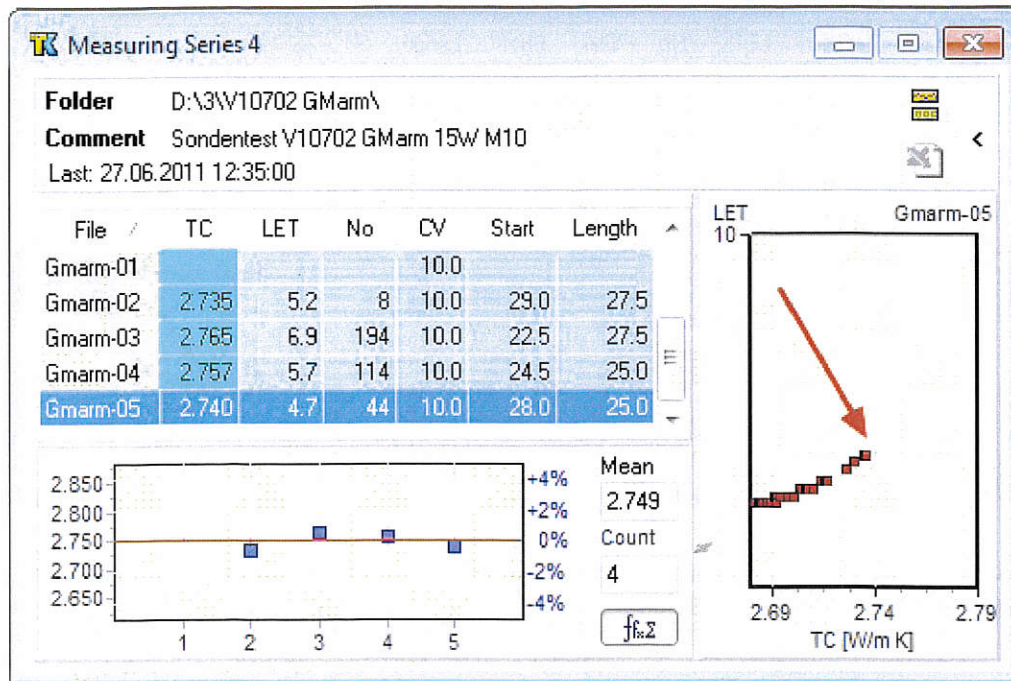 TK Measuring Series 4
Folder D:\3\V10702 GMarm\
Comment Sondentest V10702 GMarm 15W M10
Last: 27.06.2011 12:35:00
File TC LET No CV Start Length
Gmarm-01 10.0
Gmarm-02 2.735 5.2 8 10.0 29.0 27.5
Gmarm-03 2.765 6.9 194 10.0 22.5 27.5
Gmarm-04 2.757 5.7 114 10.0 24.5 25.0
Gmarm-05 2.740 4.7 44 10.0 28.0 25.0
LET Gmarm-05
10
2.69 2.74 2.79
TC [W/m K]
2.850 +4%
2.800 +2%
2.750 0%
2.700 -2%
2.650 -4%
1 2 3 4 5
Mean
2.749
Count
4